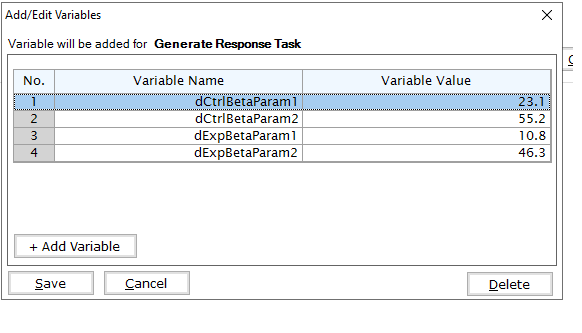 Add/Edit Variables
Variable will be added for Generate Response Task
No. Variable Name Variable Value
1 dCtrlBetaParam1 23.1
2 dCtrlBetaParam2 55.2
3 dExpBetaParam1 10.8
4 dExpBetaParam2 46.3
+ Add Variable
Save Cancel Delete